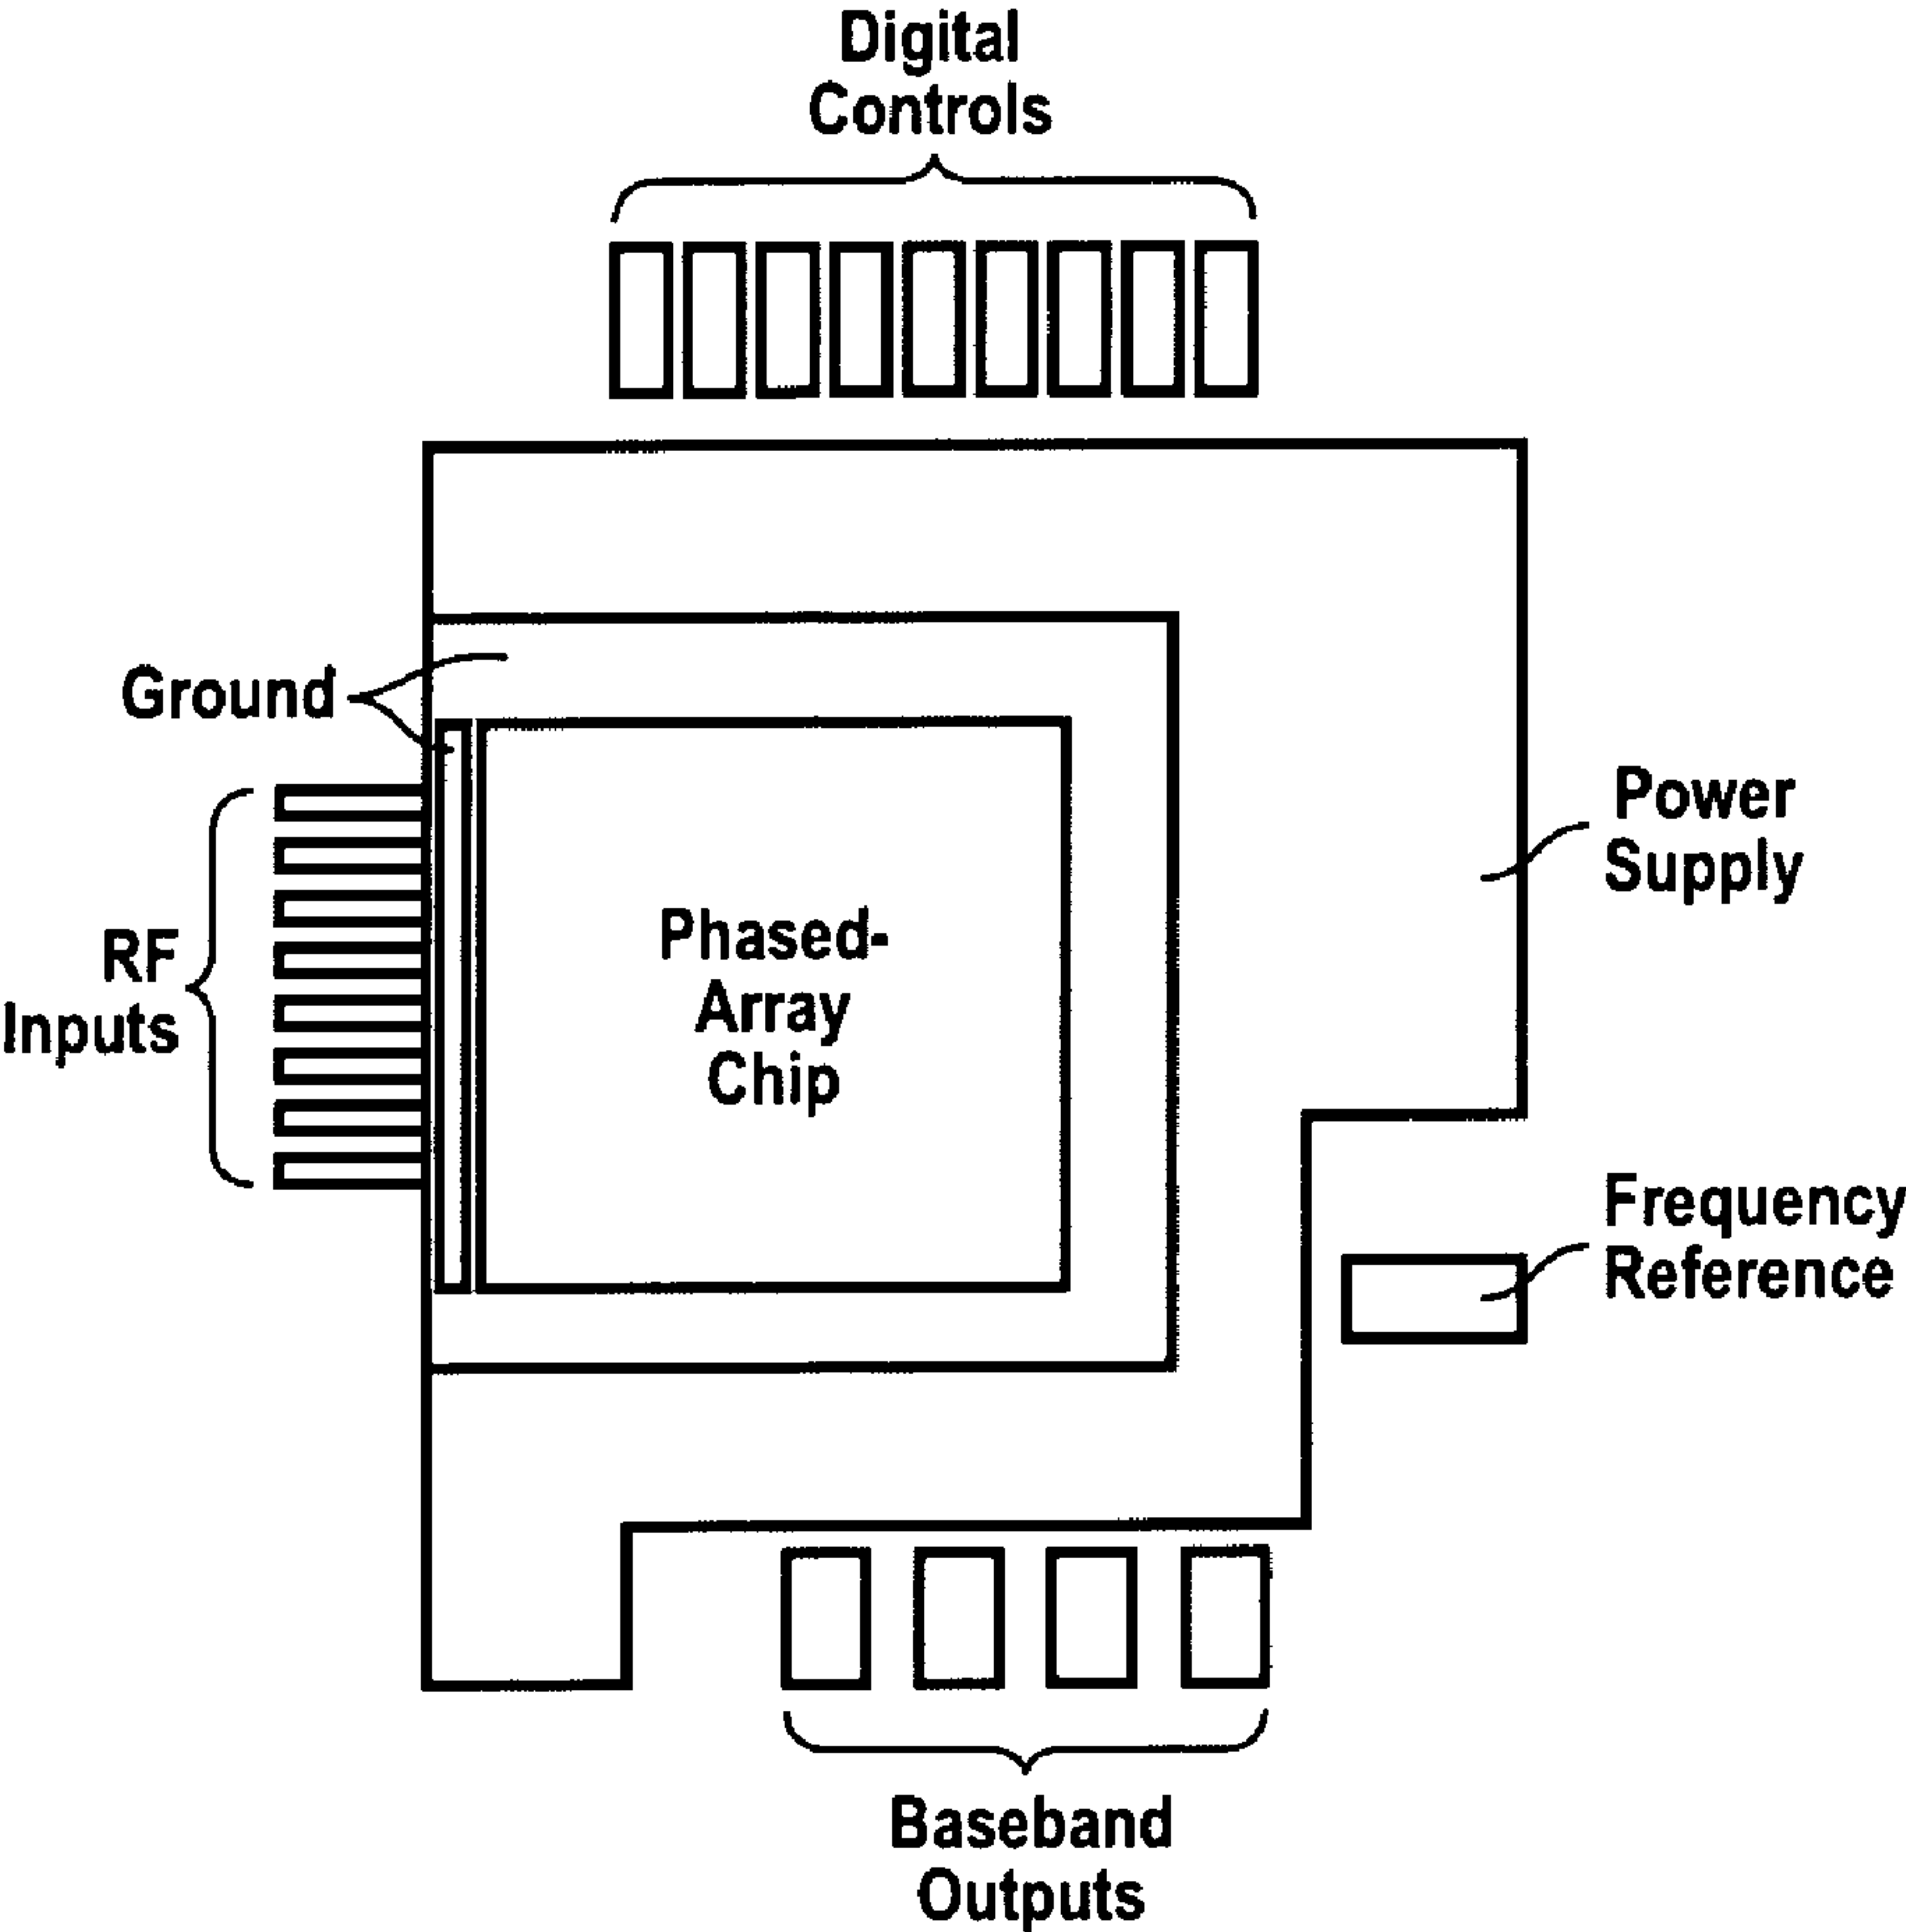 Digital
Controls
Ground
Power
Supply
RF
Inputs
Phased-
Array
Chip
Frequency
Reference
Baseband
Outputs